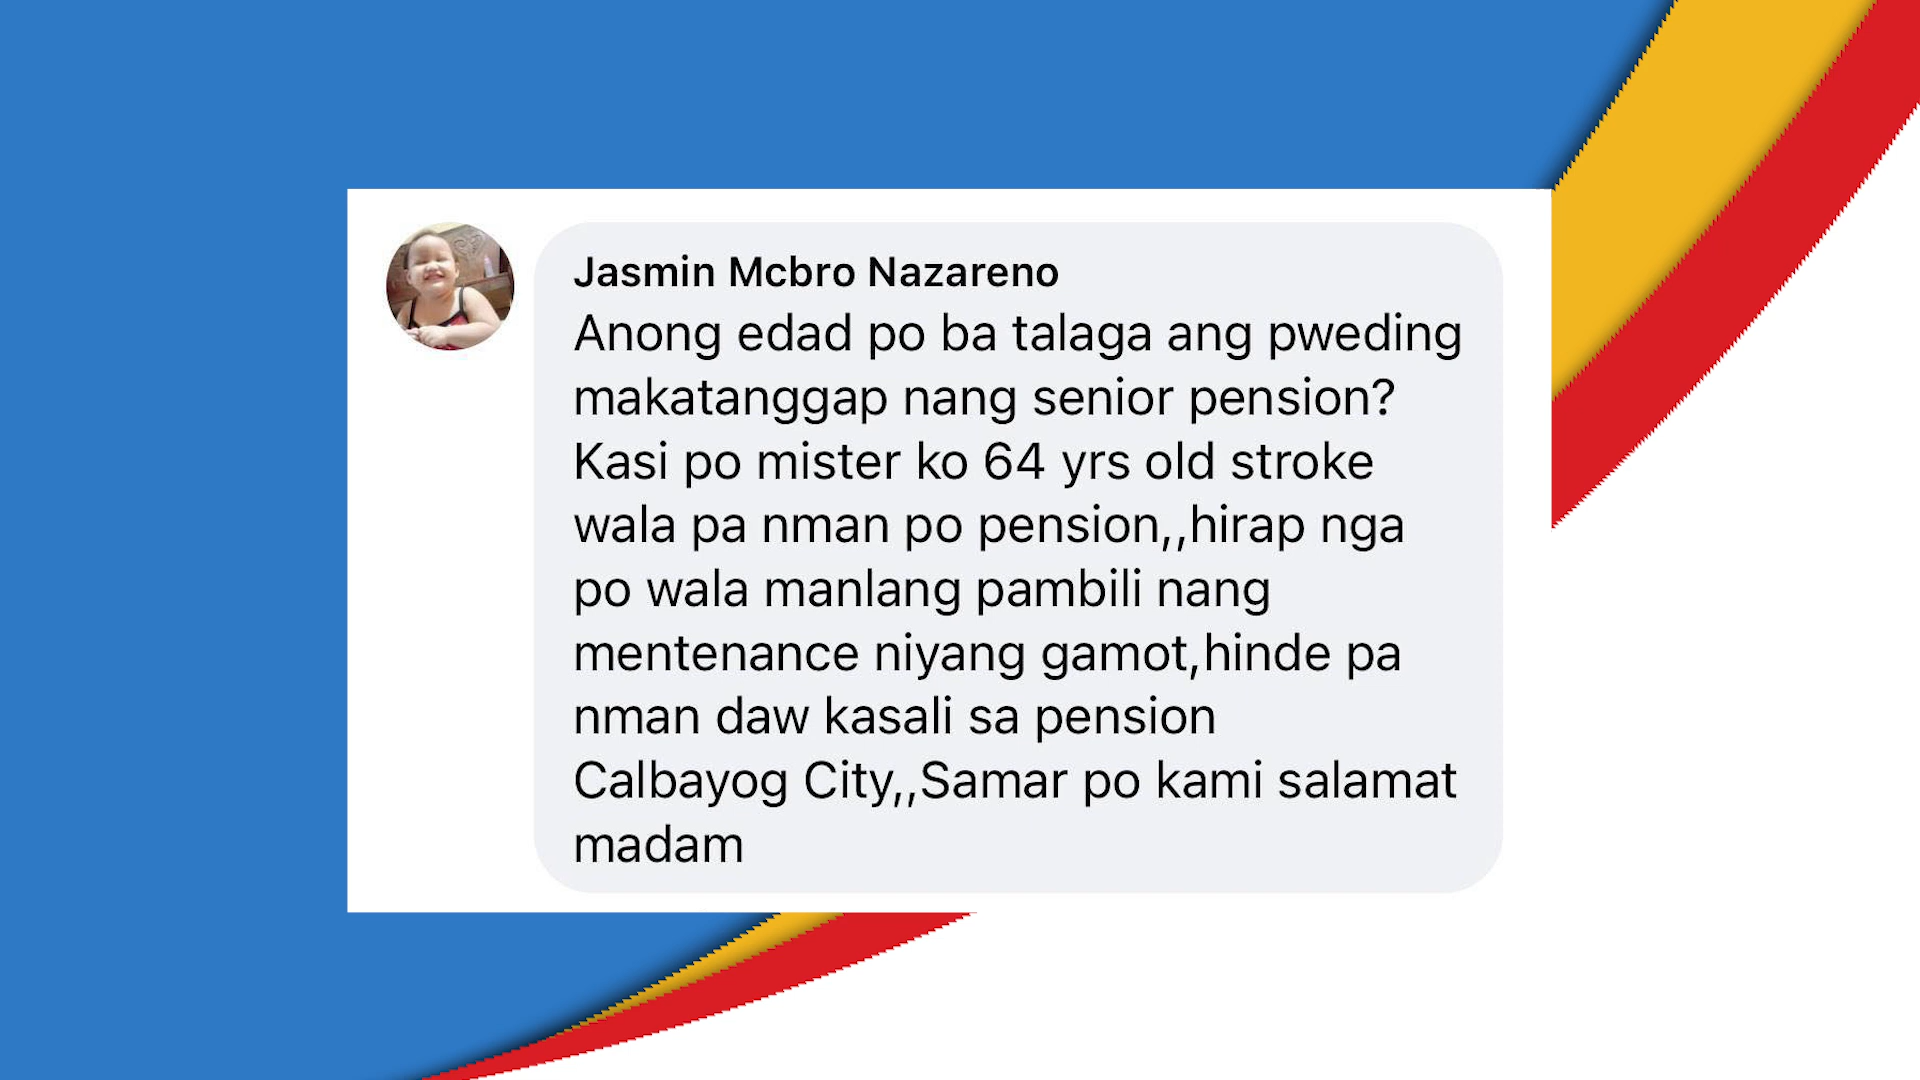 Jasmin Mcbro Nazareno
Anong edad po ba talaga ang pweding
makatanggap nang senior pension?
Kasi po mister ko 64 yrs old stroke
wala pa nman po pension,,hirap nga
po wala manlang pambili nang
mentenance niyang gamot,hinde pa
nman daw kasali sa pension
Calbayog City,,Samar po kami salamat
madam